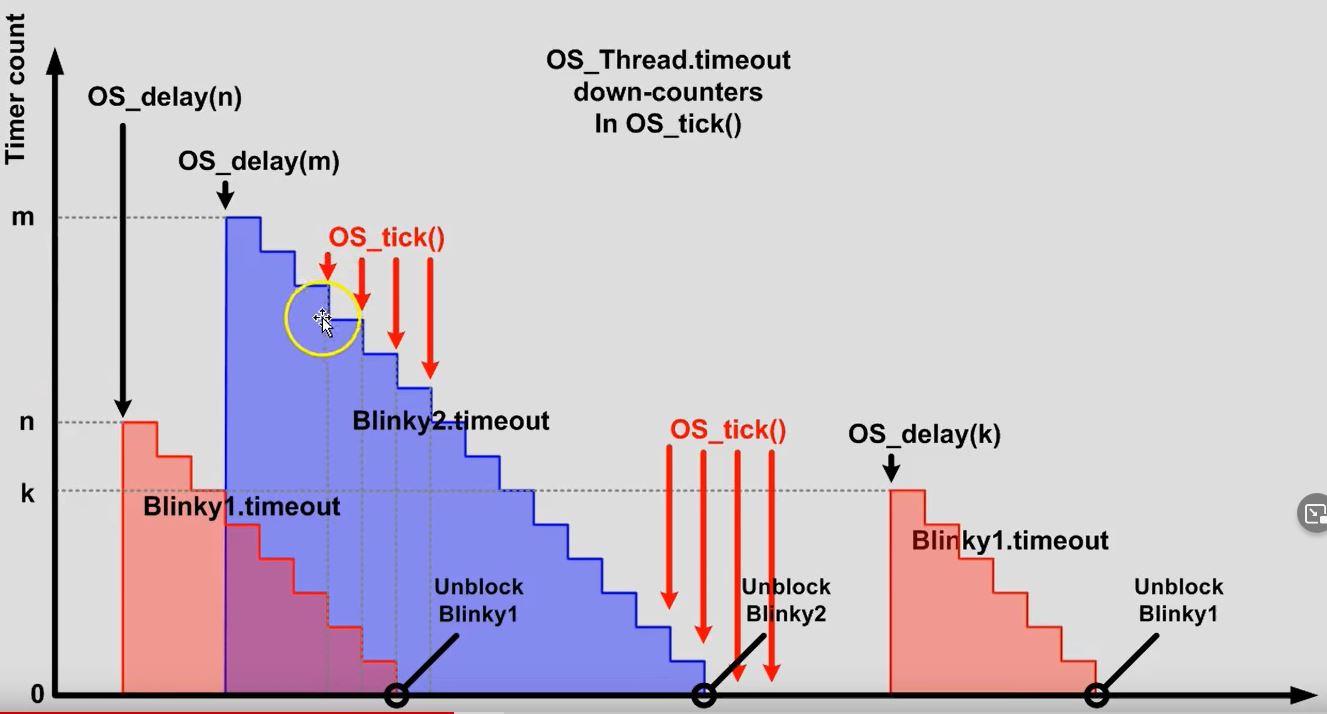 Timer count
OS_Thread.timeout
down-counters
In OS_tick()
OS_delay(n)
OS_delay(m)
m
OS_tick()
n
Blinky2.timeout
OS_tick()
OS_delay(k)
k
Blinky1.timeout
Blinky1.timeout
Unblock
Blinky1
Unblock
Blinky2
Unblock
Blinky1
0